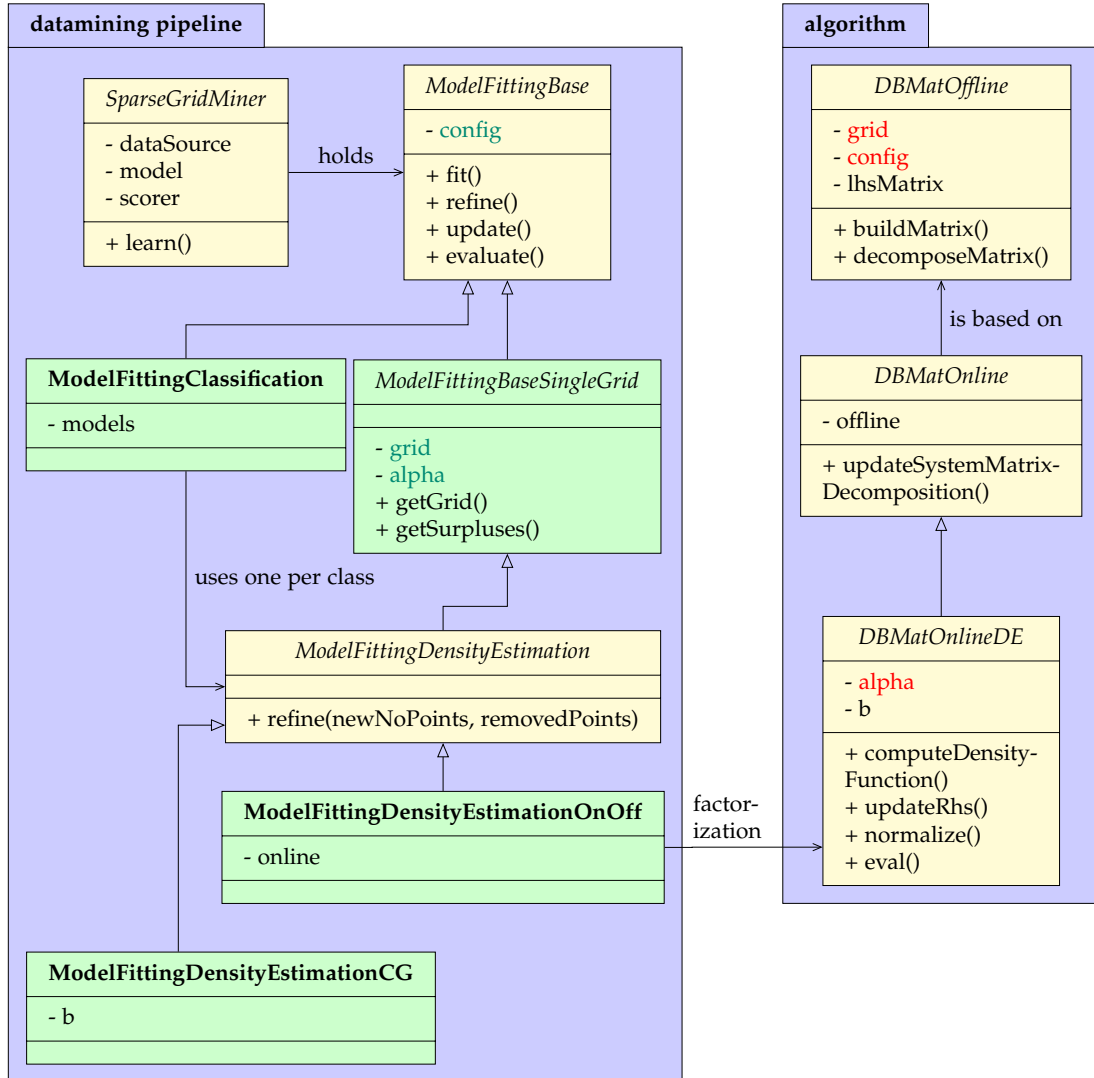 datamining pipeline
SparseGridMiner
- dataSource
- model
- scorer
+ learn()
holds
ModelFittingBase
- config
+ fit()
+ refine()
+ update()
+ evaluate()
ModelFittingClassification
- models
ModelFittingBaseSingleGrid
- grid
- alpha
+ getGrid()
+ getSurpluses()
uses one per class
ModelFittingDensityEstimation
+ refine(newNoPoints, removedPoints)
ModelFittingDensityEstimationOnOff
- online
factor-
ization
ModelFittingDensityEstimationCG
- b
algorithm
DBMatOffline
- grid
- config
- lhsMatrix
+ buildMatrix()
+ decomposeMatrix()
is based on
DBMatOnline
- offline
+ updateSystemMatrix-
Decomposition()
DBMatOnlineDE
- alpha
- b
+ computeDensity-
Function()
+ updateRhs()
+ normalize()
+ eval()